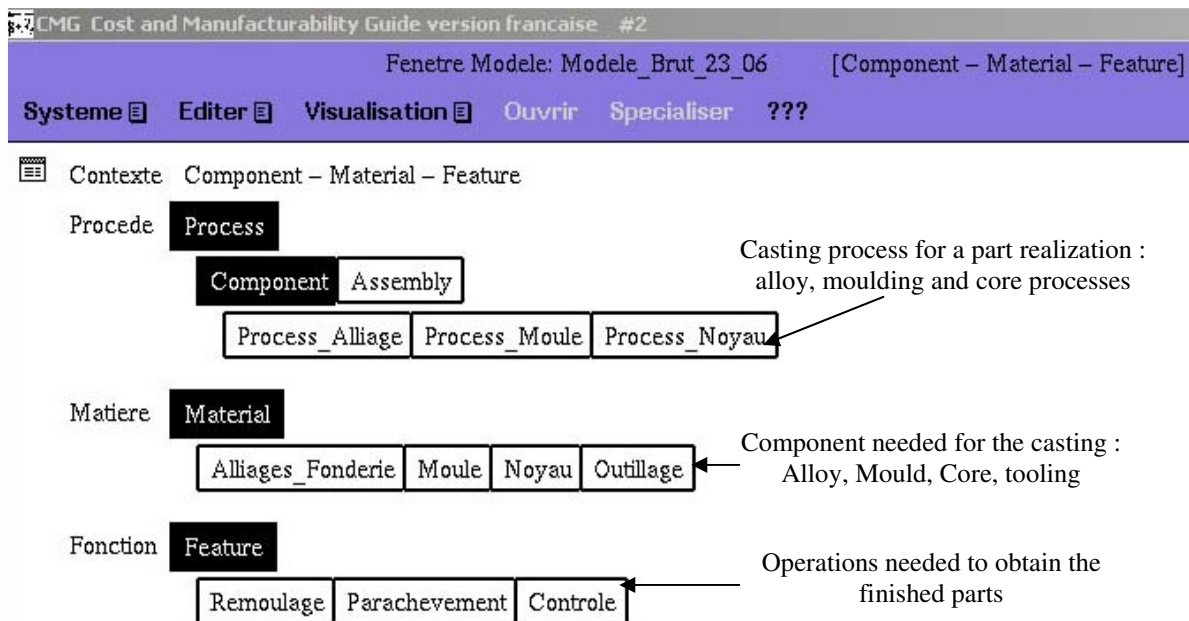 CMG Cost and Manufacturability Guide version francaise #2
Fenetre Modele: Modele_Brut_23_06 [Component – Material – Feature]
Systeme Editer Visualisation Ouvrir Specialiser ???
Contexte Component – Material – Feature
Procede Process
Component Assembly
Process_Alliage Process_Moule Process_Noyau
Casting process for a part realization :
alloy, moulding and core processes
Matiere Material
Alliages_Fonderie Moule Noyau Outillage
Component needed for the casting :
Alloy, Mould, Core, tooling
Fonction Feature
Remoulage Parachevement Controle
Operations needed to obtain the
finished parts